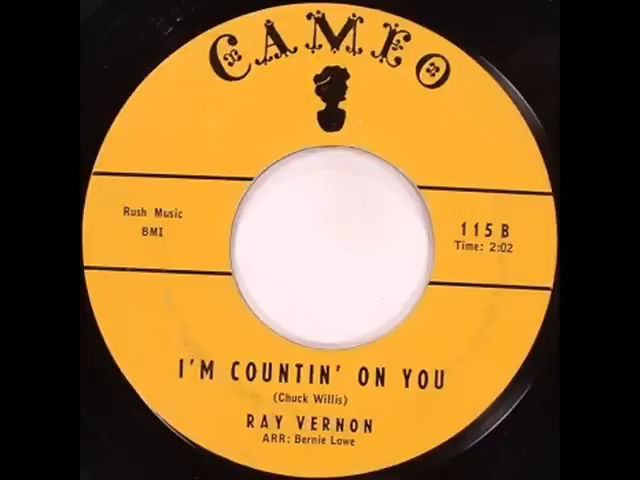 CAMEO
Rush Music
BMI
115 B
Time: 2:02
I'M COUNTIN' ON YOU
(Chuck Willis)
RAY VERNON
ARR: Bernie Lowe